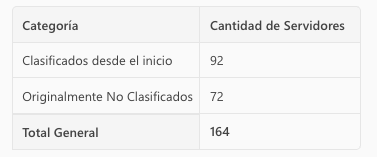 Categoría Cantidad de Servidores
Clasificados desde el inicio 92
Originalmente No Clasificados 72
Total General 164